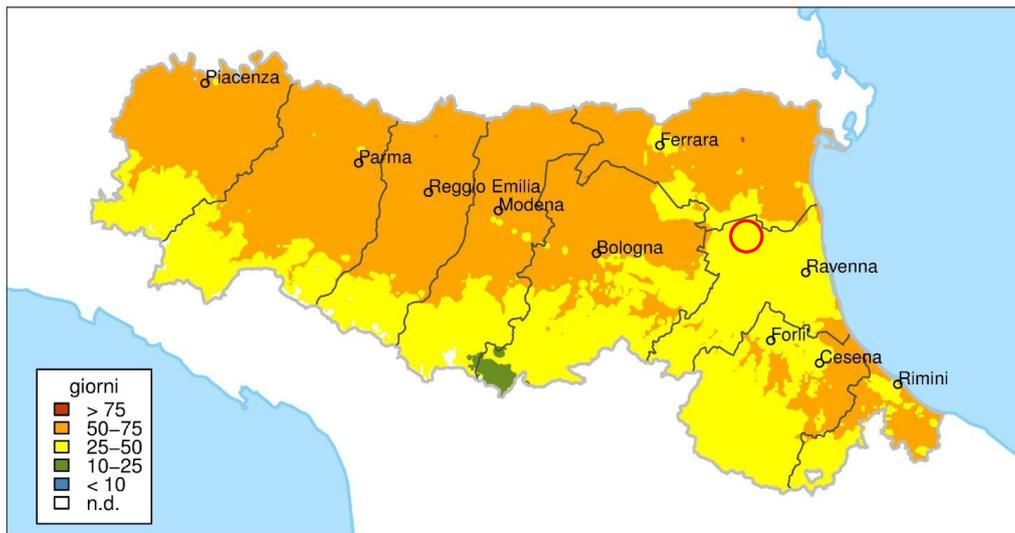 Piacenza
Parma
Reggio Emilia
Modena
Ferrara
Bologna
Ravenna
Forlì
Cesena
Rimini
giorni
> 75
50–75
25–50
10–25
< 10
n.d.